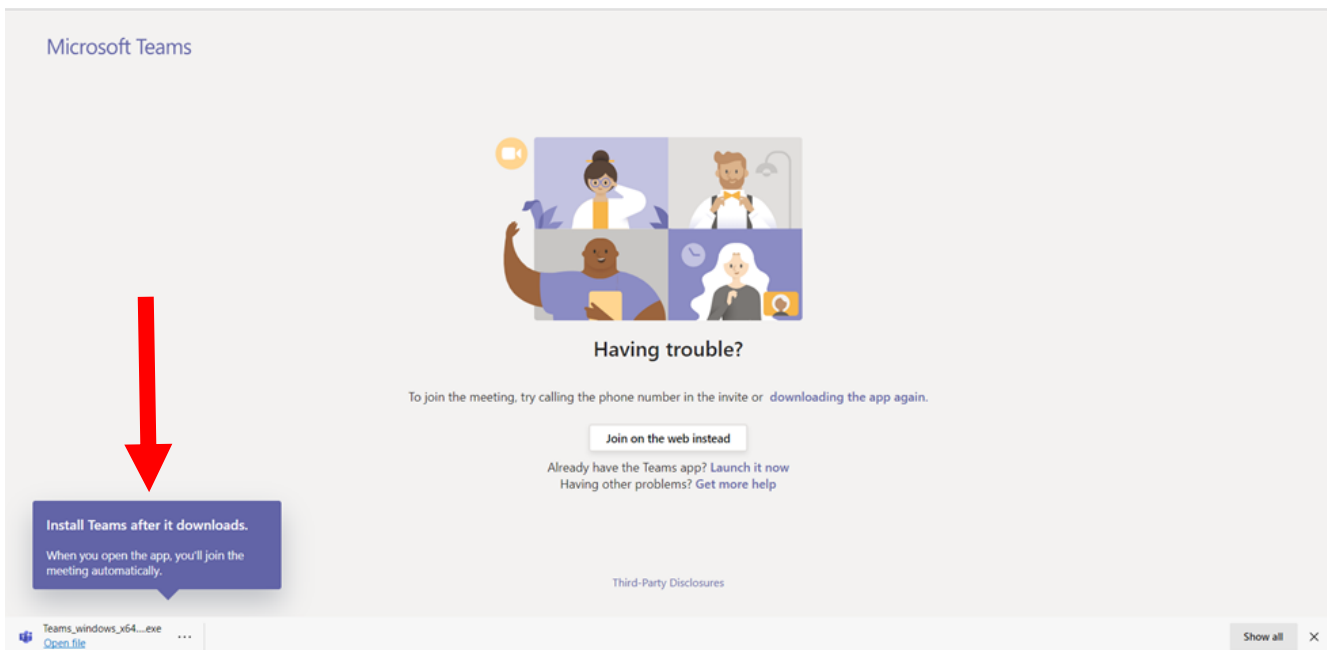 Microsoft Teams
Having trouble?
To join the meeting, try calling the phone number in the invite or downloading the app again.
Join on the web instead
Already have the Teams app? Launch it now
Having other problems? Get more help
Install Teams after it downloads.
When you open the app, you'll join the
meeting automatically.
Third-Party Disclosures
Teams_windows_x64....exe
Open file
...
Show all